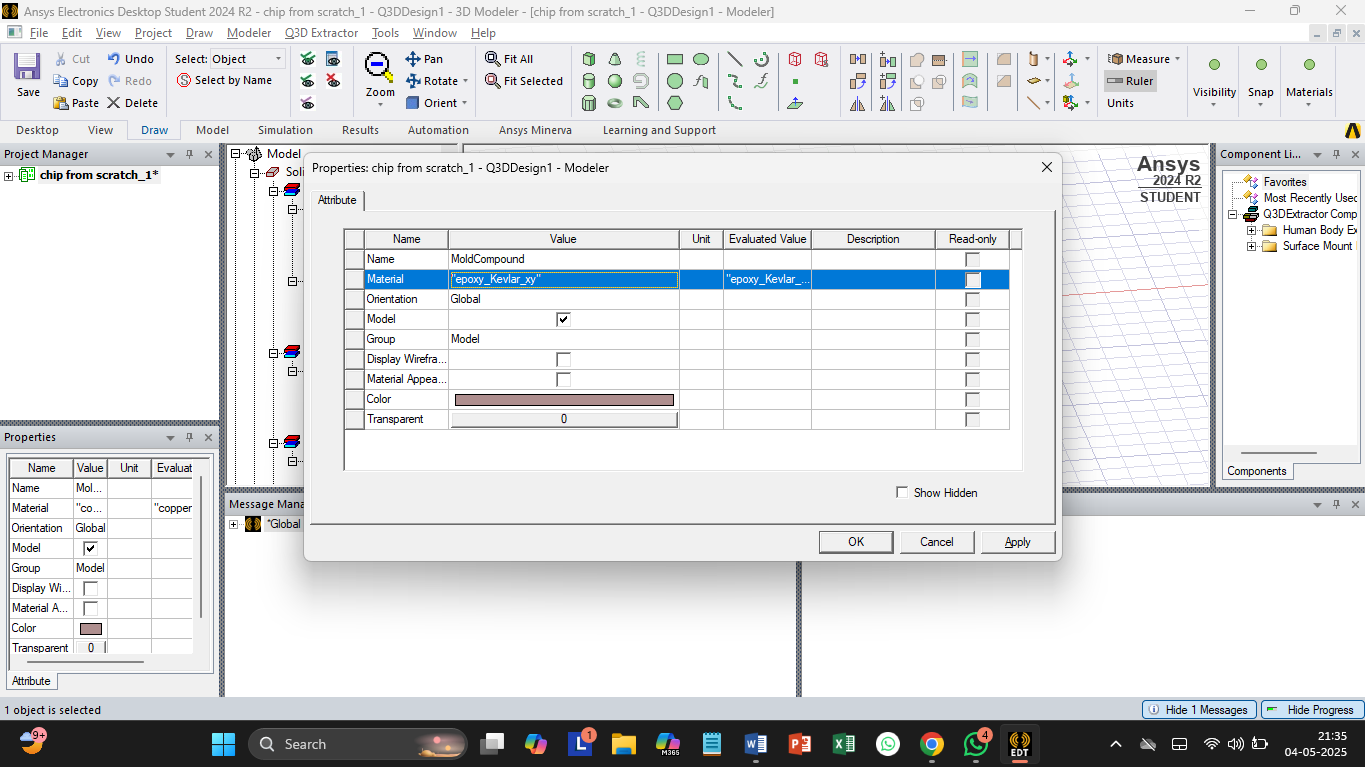 Ansys Electronics Desktop Student 2024 R2 - chip from scratch_1 - Q3DDesign1 - 3D Modeler - [chip from scratch_1 - Q3DDesign1 - Modeler]
File Edit View Project Draw Modeler Q3D Extractor Tools Window Help
Save
Cut
Copy
Paste
Undo
Redo
Delete
Select: Object
Select by Name
Zoom
Pan
Rotate
Orient
Fit All
Fit Selected
Measure
Ruler
Units
Visibility
Snap
Materials
Desktop View Draw Model Simulation Results Automation Ansys Minerva Learning and Support
Project Manager
chip from scratch_1*
Model
Soli
Properties: chip from scratch_1 - Q3DDesign1 - Modeler
Attribute
Name Value Unit Evaluated Value Description Read-only
Name MoldCompound
Material "epoxy_Kevlar_xy" "epoxy_Kevlar_...
Orientation Global
Model
Group Model
Display Wirefra...
Material Appea...
Color
Transparent 0
Show Hidden
OK Cancel Apply
Ansys
2024 R2
STUDENT
Component Li...
Favorites
Most Recently Used
Q3DExtractor Comp
Human Body Ex
Surface Mount
Components
Properties
Name Value Unit Evaluat
Name Mol...
Material "co... "copper
Orientation Global
Model
Group Model
Display Wi...
Material A...
Color
Transparent 0
Attribute
Message Mana
*Global
1 object is selected
Hide 1 Messages
Hide Progress
9+
Search
1
M365
4
EDT
21:35
04-05-2025